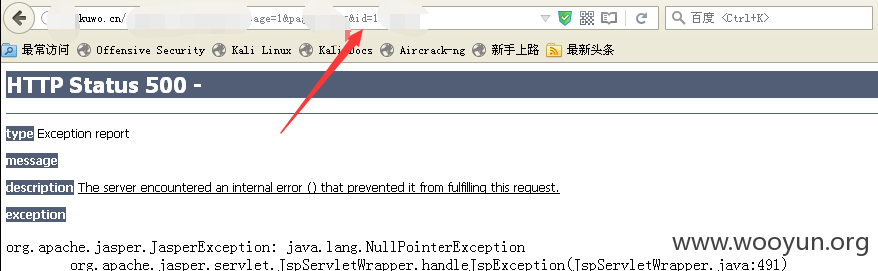 kuwo.cn/ age=1&pag &id=1 百度 <Ctrl+K>
最常访问 Offensive Security Kali Linux Kali Docs Aircrack-ng 新手上路 最新头条
HTTP Status 500 -
type Exception report
message
description The server encountered an internal error () that prevented it from fulfilling this request.
exception
org.apache.jasper.JasperException: java.lang.NullPointerException
www.wooyun.org
org.apache.jasper.servlet.JspServletWrapper.handleJspException(JspServletWrapper.java:491)